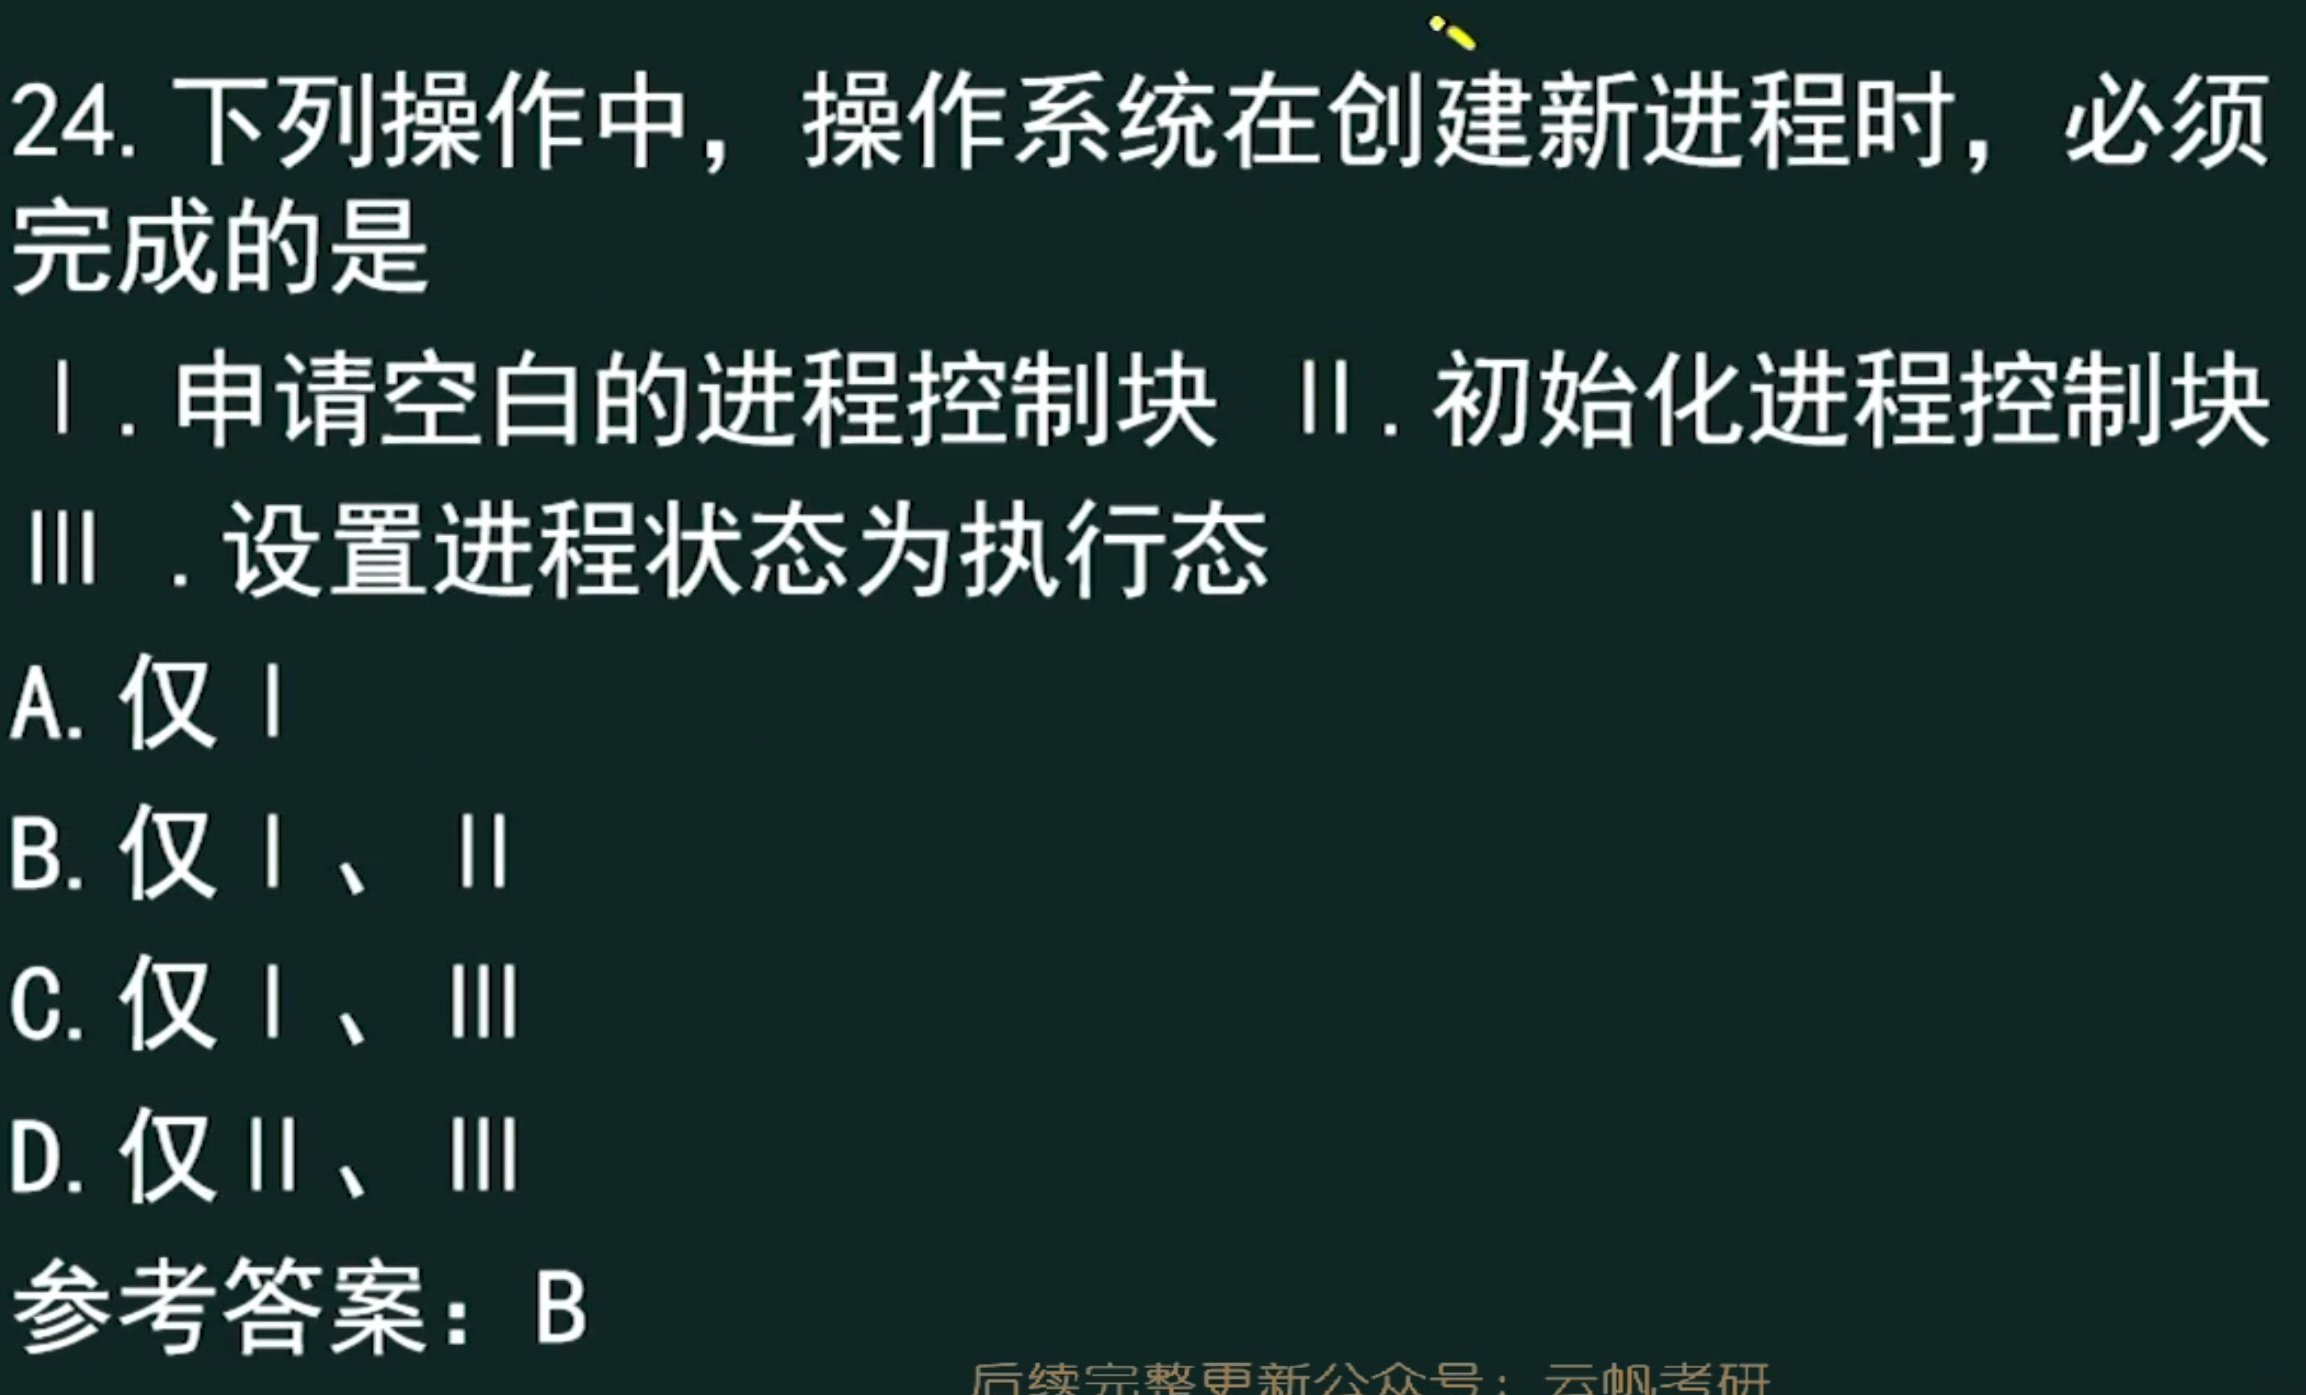 24.下列操作中，操作系统在创建新进程时，必须
完成的是
Ⅰ.申请空白的进程控制块 Ⅱ.初始化进程控制块
Ⅲ .设置进程状态为执行态
A.仅Ⅰ
B.仅Ⅰ、Ⅱ
C.仅Ⅰ、Ⅲ
D.仅Ⅱ、Ⅲ
参考答案：B
后续完整更新公众号：云帆考研